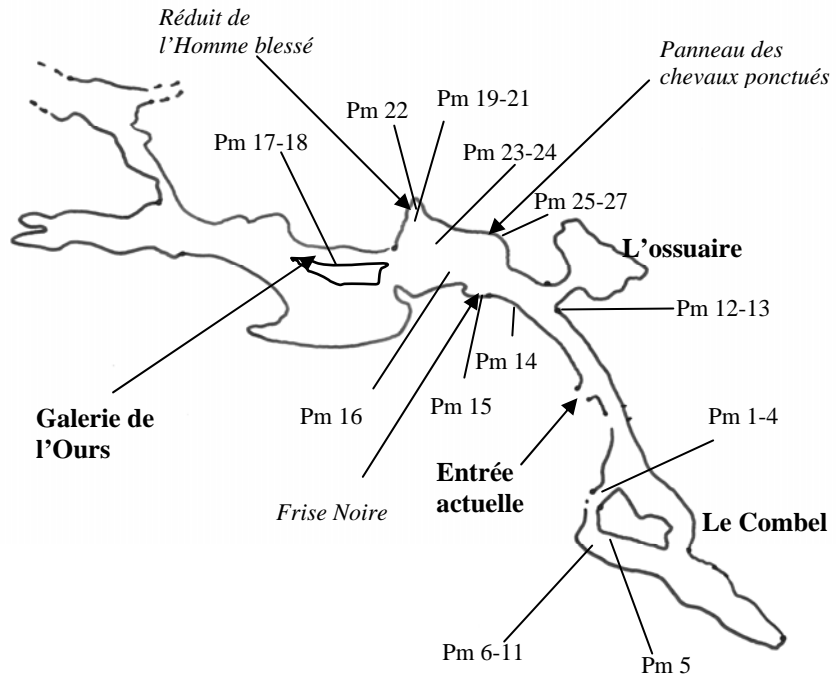 Réduit de
l'Homme blessé
Panneau des
chevaux ponctués
Pm 19-21
Pm 22
Pm 17-18
Pm 23-24
Pm 25-27
L'ossuaire
Pm 12-13
Pm 14
Pm 15
Pm 16
Galerie de
l'Ours
Pm 1-4
Entrée
actuelle
Frise Noire
Le Combel
Pm 6-11
Pm 5